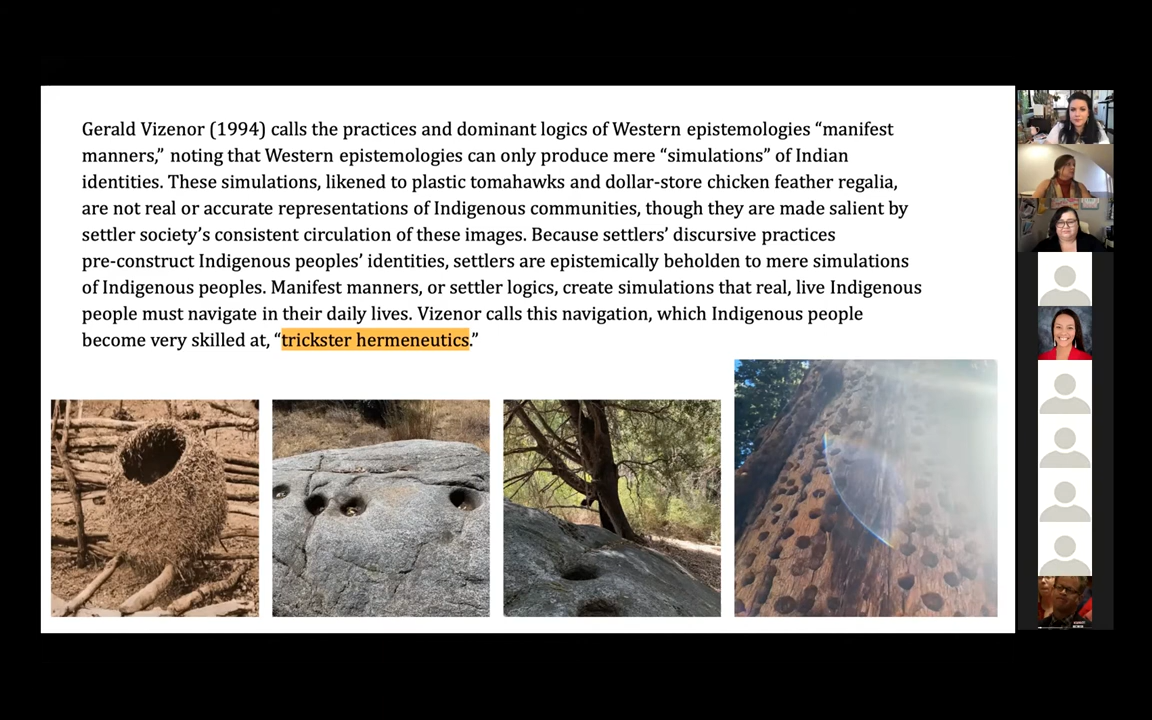 Gerald Vizenor (1994) calls the practices and dominant logics of Western epistemologies “manifest
manners,” noting that Western epistemologies can only produce mere “simulations” of Indian
identities. These simulations, likened to plastic tomahawks and dollar-store chicken feather regalia,
are not real or accurate representations of Indigenous communities, though they are made salient by
settler society’s consistent circulation of these images. Because settlers’ discursive practices
pre-construct Indigenous peoples’ identities, settlers are epistemically beholden to mere simulations
of Indigenous peoples. Manifest manners, or settler logics, create simulations that real, live Indigenous
people must navigate in their daily lives. Vizenor calls this navigation, which Indigenous people
become very skilled at, “trickster hermeneutics.”